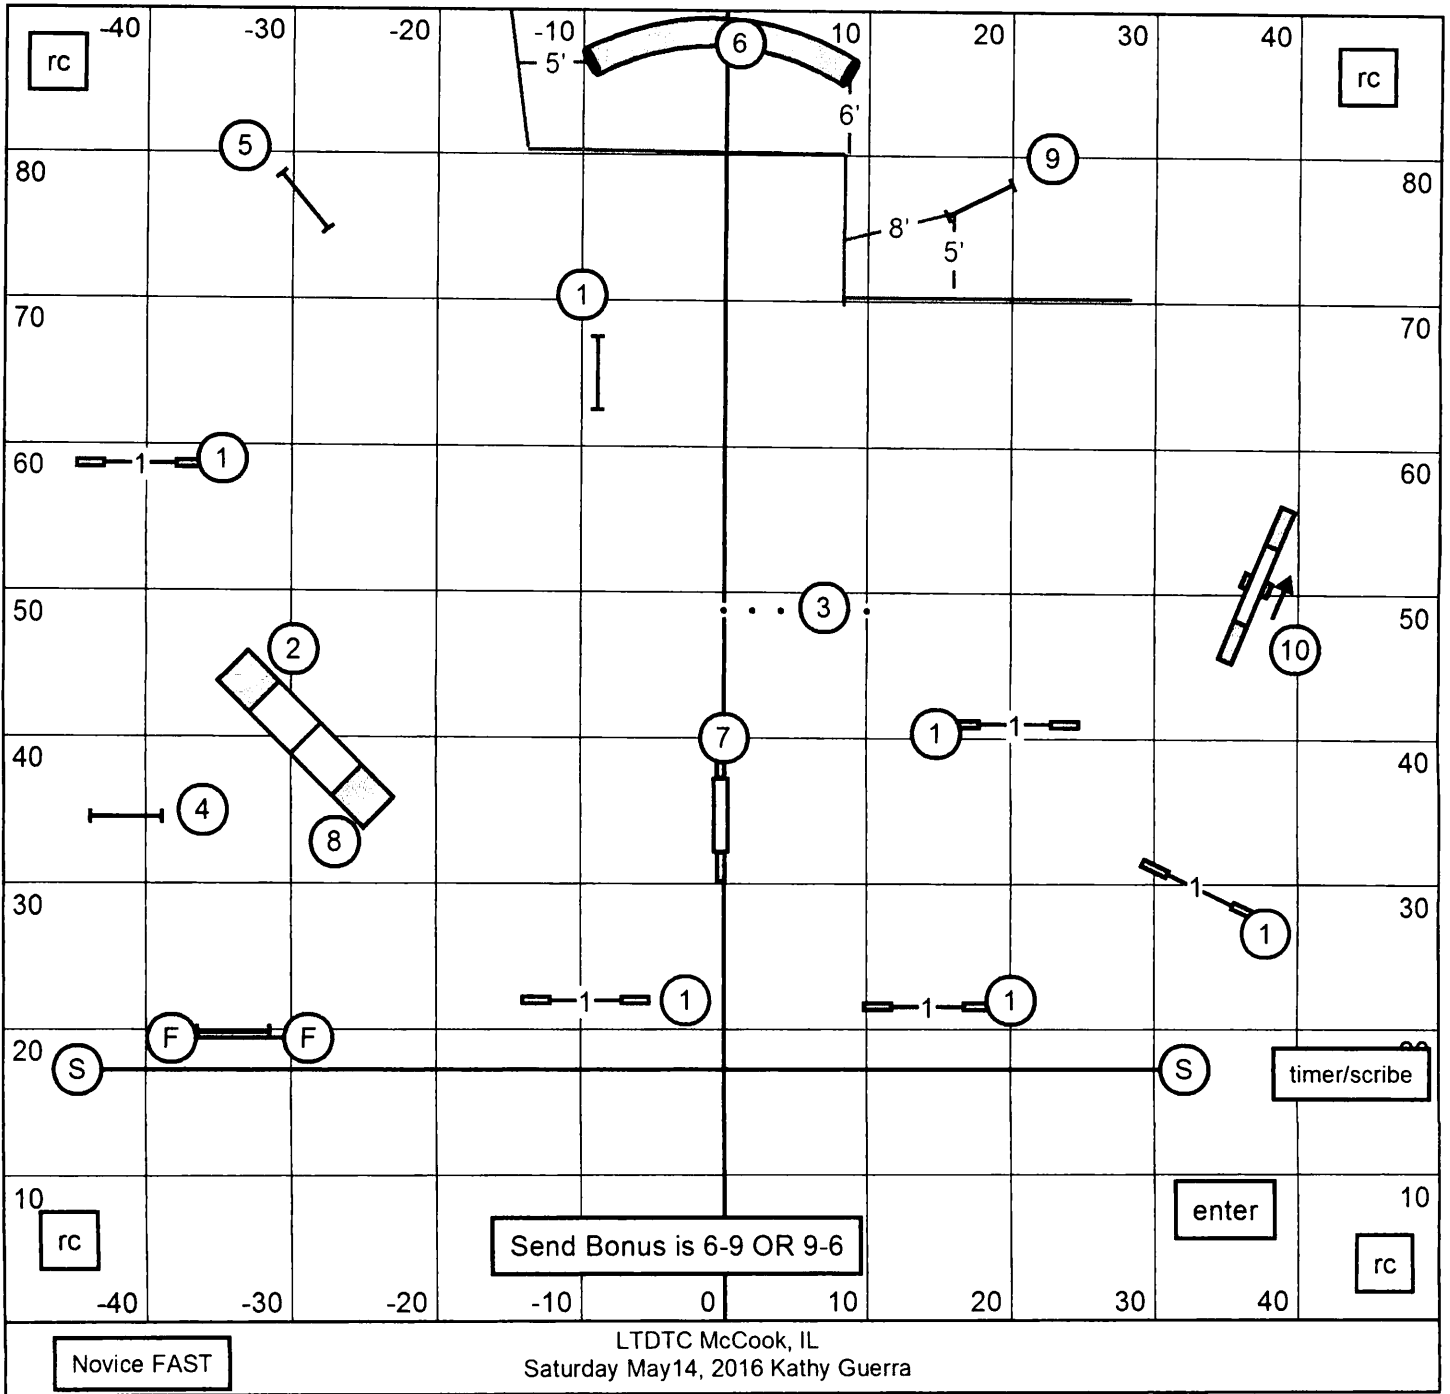 -40 -30 -20 -10 10 20 30 40
rc 6 rc
5'
6'
5 9
80 80
8'
5'
1
70 70
1 1
60 60
50 3 50
2 10
7 1 1
40 40
4
8
30 1 30
1
1 1 1 1
F F
20
S S timer/scribe
10 10
enter
rc Send Bonus is 6-9 OR 9-6 rc
-40 -30 -20 -10 0 10 20 30 40
LTDTC McCook, IL
Novice FAST
Saturday May14, 2016 Kathy Guerra